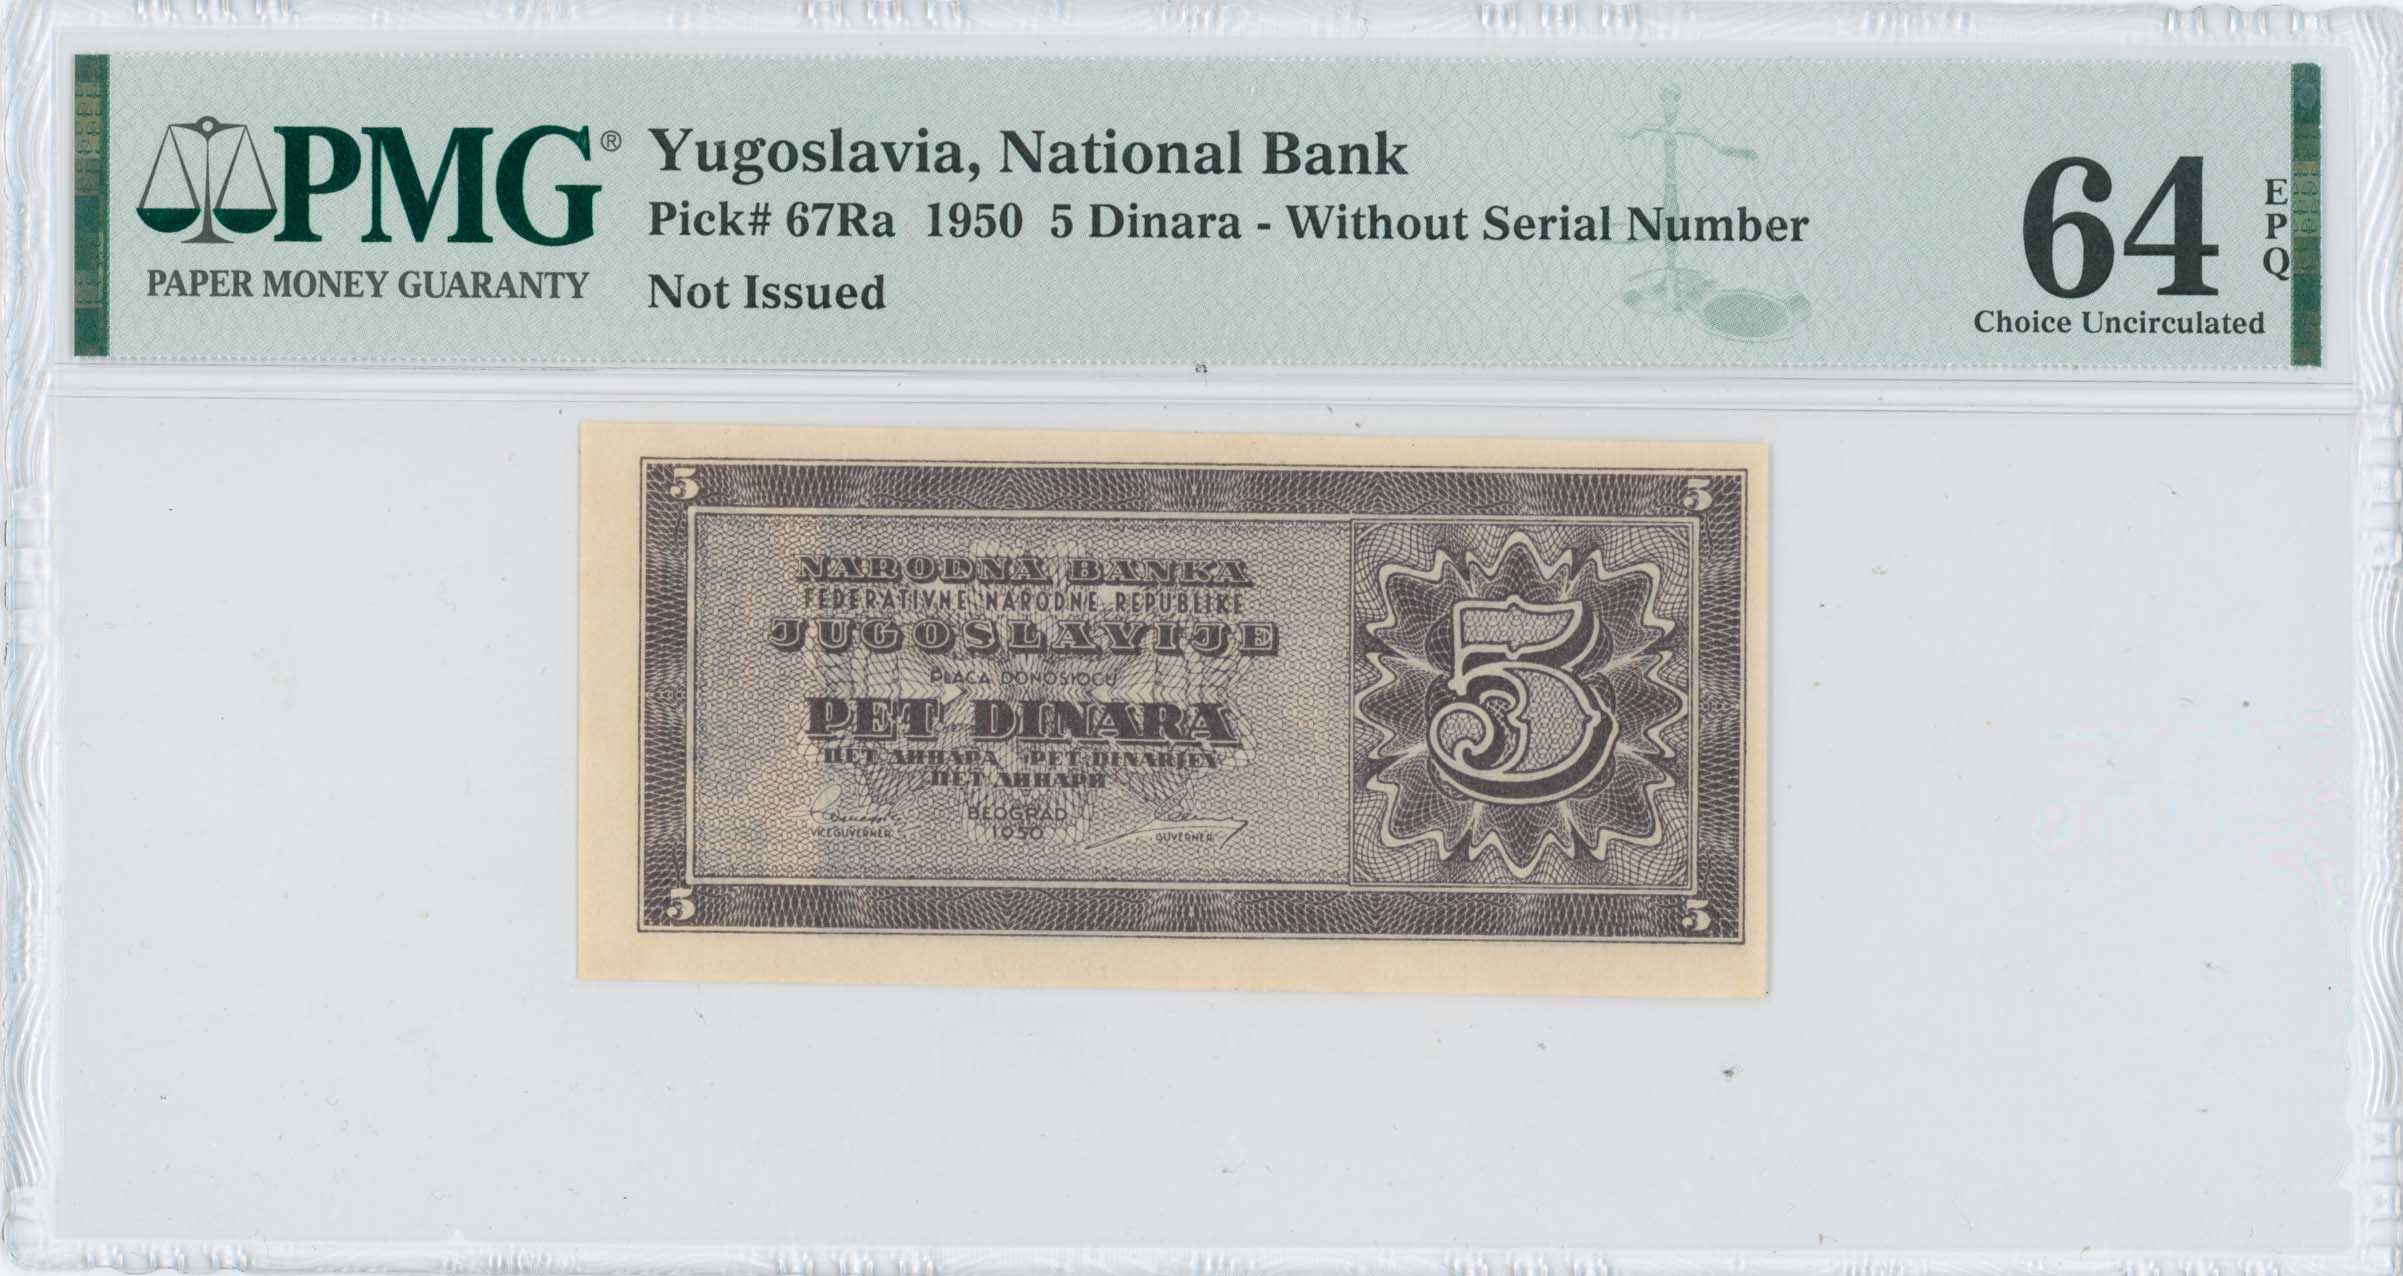 PMG®
PAPER MONEY GUARANTY
Yugoslavia, National Bank
Pick# 67Ra 1950 5 Dinara - Without Serial Number
Not Issued
64
EPQ
Choice Uncirculated
5
5
NARODNA BANKA
FEDERATIVNE NARODNE REPUBLIKE
JUGOSLAVIJE
PLAĆA DONOSIOCU
PET DINARA
ПЕТ ДИНАРА PET DINARJEV
ПЕТ ДИНАРИ
BEOGRAD
1950
VICEGUVERNER
GUVERNER
5
5
5